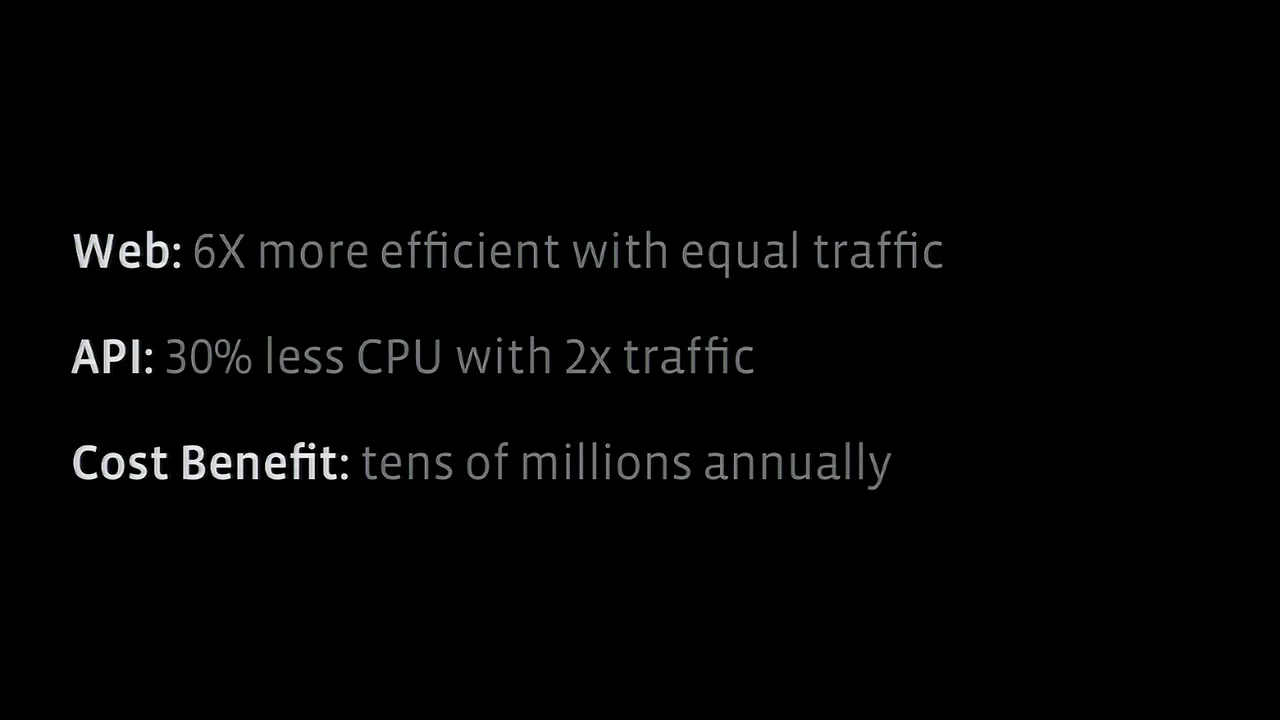 Web: 6X more efficient with equal traffic
API: 30% less CPU with 2x traffic
Cost Benefit: tens of millions annually